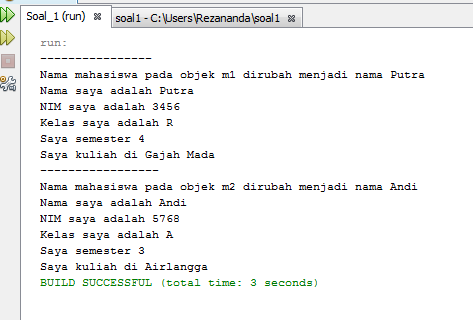 Soal_1 (run)
soal1 - C:\Users\Rezananda\soal1
run:
----------------
Nama mahasiswa pada objek m1 dirubah menjadi nama Putra
Nama saya adalah Putra
NIM saya adalah 3456
Kelas saya adalah R
Saya semester 4
Saya kuliah di Gajah Mada
-----------------
Nama mahasiswa pada objek m2 dirubah menjadi nama Andi
Nama saya adalah Andi
NIM saya adalah 5768
Kelas saya adalah A
Saya semester 3
Saya kuliah di Airlangga
BUILD SUCCESSFUL (total time: 3 seconds)